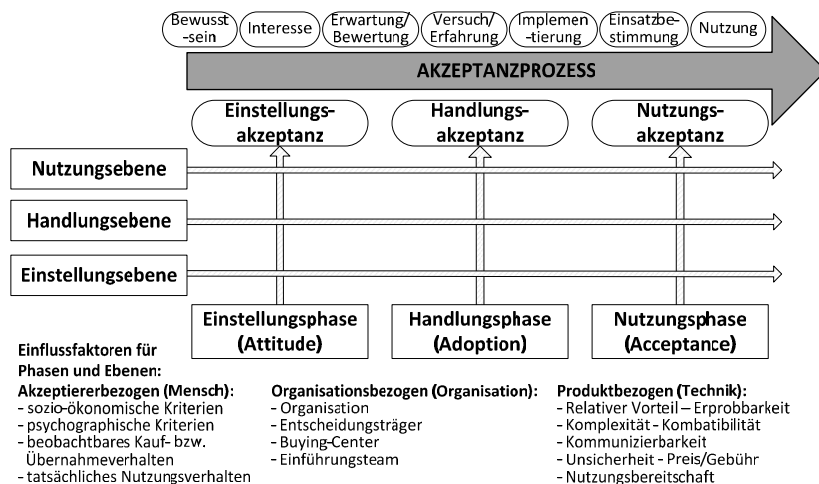 Bewusst
-sein
Interesse
Erwartung/
Bewertung
Versuch/
Erfahrung
Implemen
-tierung
Einsatzbe-
stimmung
Nutzung
AKZEPTANZPROZESS
Einstellungs-
akzeptanz
Handlungs-
akzeptanz
Nutzungs-
akzeptanz
Nutzungsebene
Handlungsebene
Einstellungsebene
Einstellungsphase
(Attitude)
Handlungsphase
(Adoption)
Nutzungsphase
(Acceptance)
Einflussfaktoren für
Phasen und Ebenen:
Akzeptiererbezogen (Mensch):
- sozio-ökonomische Kriterien
- psychographische Kriterien
- beobachtbares Kauf- bzw.
Übernahmeverhalten
- tatsächliches Nutzungsverhalten
Organisationsbezogen (Organisation):
- Organisation
- Entscheidungsträger
- Buying-Center
- Einführungsteam
Produktbezogen (Technik):
- Relativer Vorteil – Erprobbarkeit
- Komplexität - Kombatibilität
- Kommunizierbarkeit
- Unsicherheit - Preis/Gebühr
- Nutzungsbereitschaft